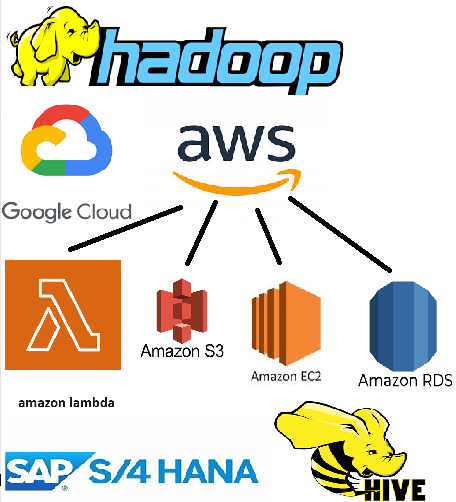 hadoop
aws
Google Cloud
Amazon S3
Amazon EC2
Amazon RDS
amazon lambda
SAP® S/4 HANA
HIVE